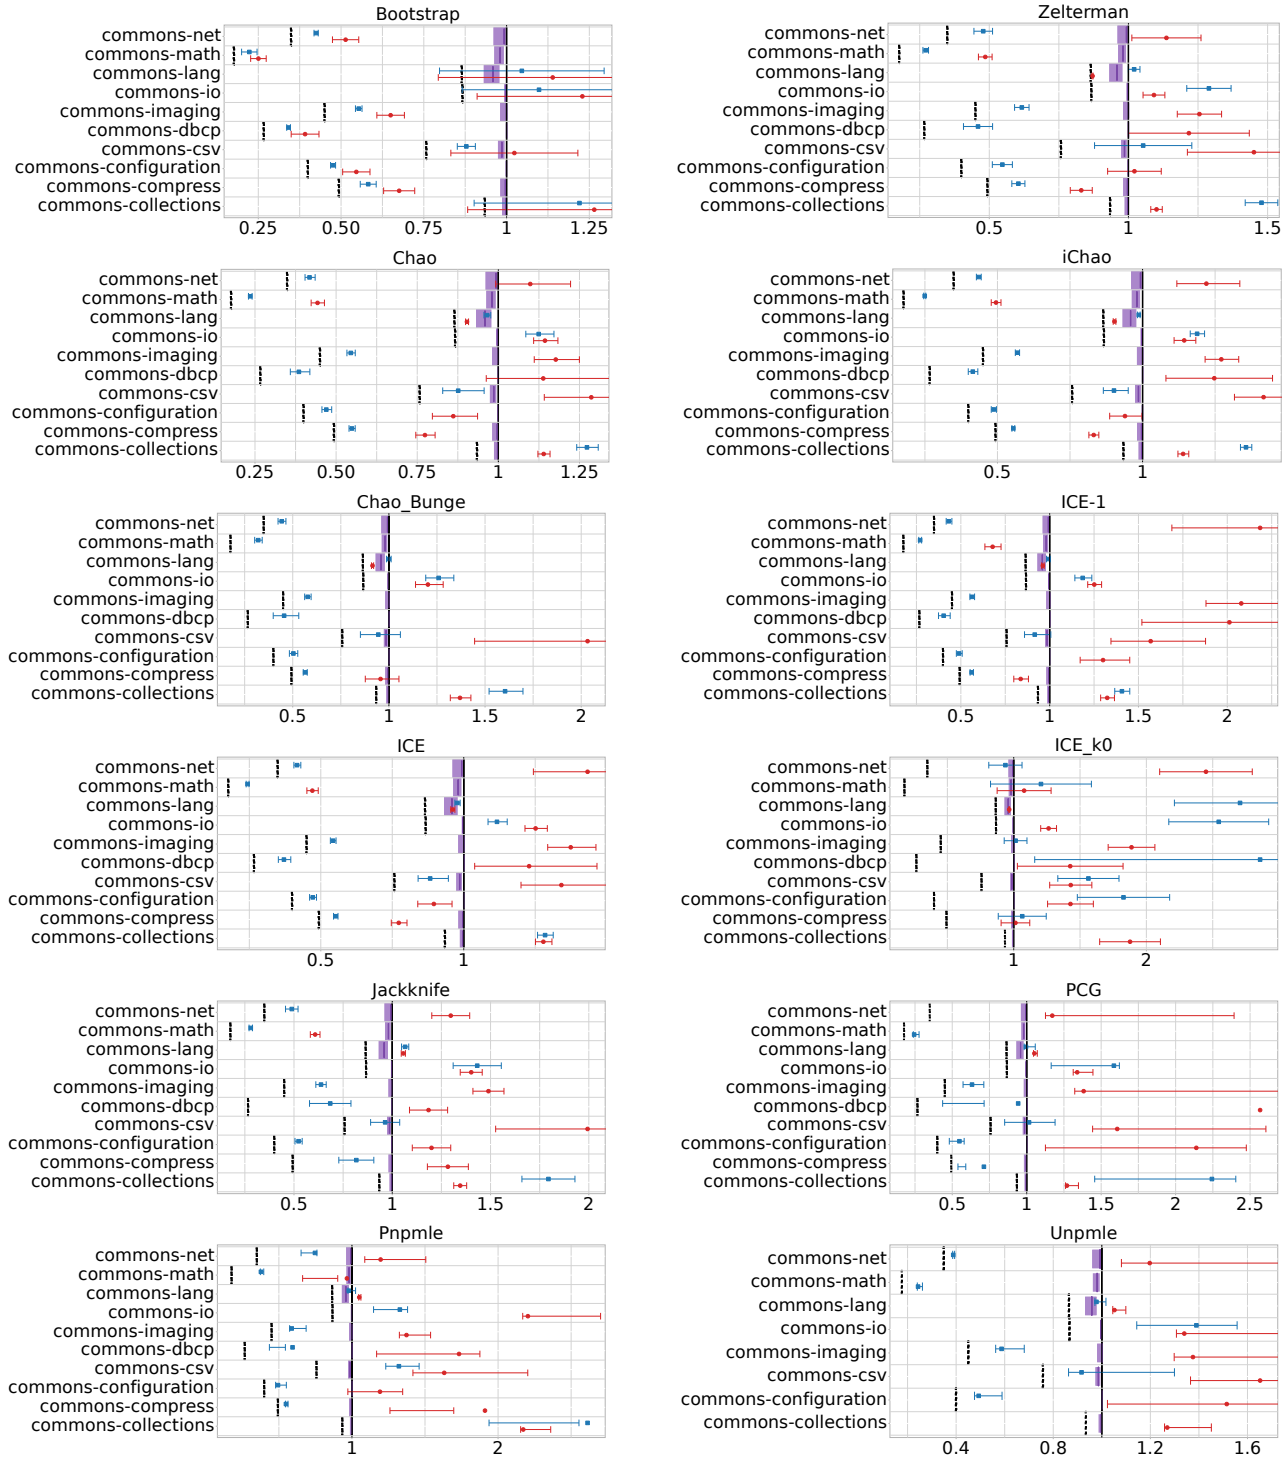 Bootstrap
commons-net
commons-math
commons-lang
commons-io
commons-imaging
commons-dbcp
commons-csv
commons-configuration
commons-compress
commons-collections
0.25 0.50 0.75 1 1.25
Zelterman
commons-net
commons-math
commons-lang
commons-io
commons-imaging
commons-dbcp
commons-csv
commons-configuration
commons-compress
commons-collections
0.5 1 1.5
Chao
commons-net
commons-math
commons-lang
commons-io
commons-imaging
commons-dbcp
commons-csv
commons-configuration
commons-compress
commons-collections
0.25 0.5 0.75 1 1.25
iChao
commons-net
commons-math
commons-lang
commons-io
commons-imaging
commons-dbcp
commons-csv
commons-configuration
commons-compress
commons-collections
0.5 1
Chao_Bunge
commons-net
commons-math
commons-lang
commons-io
commons-imaging
commons-dbcp
commons-csv
commons-configuration
commons-compress
commons-collections
0.5 1 1.5 2
ICE-1
commons-net
commons-math
commons-lang
commons-io
commons-imaging
commons-dbcp
commons-csv
commons-configuration
commons-compress
commons-collections
0.5 1 1.5 2
ICE
commons-net
commons-math
commons-lang
commons-io
commons-imaging
commons-dbcp
commons-csv
commons-configuration
commons-compress
commons-collections
0.5 1
ICE_k0
commons-net
commons-math
commons-lang
commons-io
commons-imaging
commons-dbcp
commons-csv
commons-configuration
commons-compress
commons-collections
1 2
Jackknife
commons-net
commons-math
commons-lang
commons-io
commons-imaging
commons-dbcp
commons-csv
commons-configuration
commons-compress
commons-collections
0.5 1 1.5 2
PCG
commons-net
commons-math
commons-lang
commons-io
commons-imaging
commons-dbcp
commons-csv
commons-configuration
commons-compress
commons-collections
0.5 1 1.5 2 2.5
Pnpmle
commons-net
commons-math
commons-lang
commons-io
commons-imaging
commons-dbcp
commons-csv
commons-configuration
commons-compress
commons-collections
1 2
Unpmle
commons-net
commons-math
commons-lang
commons-io
commons-imaging
commons-csv
commons-configuration
commons-collections
0.4 0.8 1.2 1.6